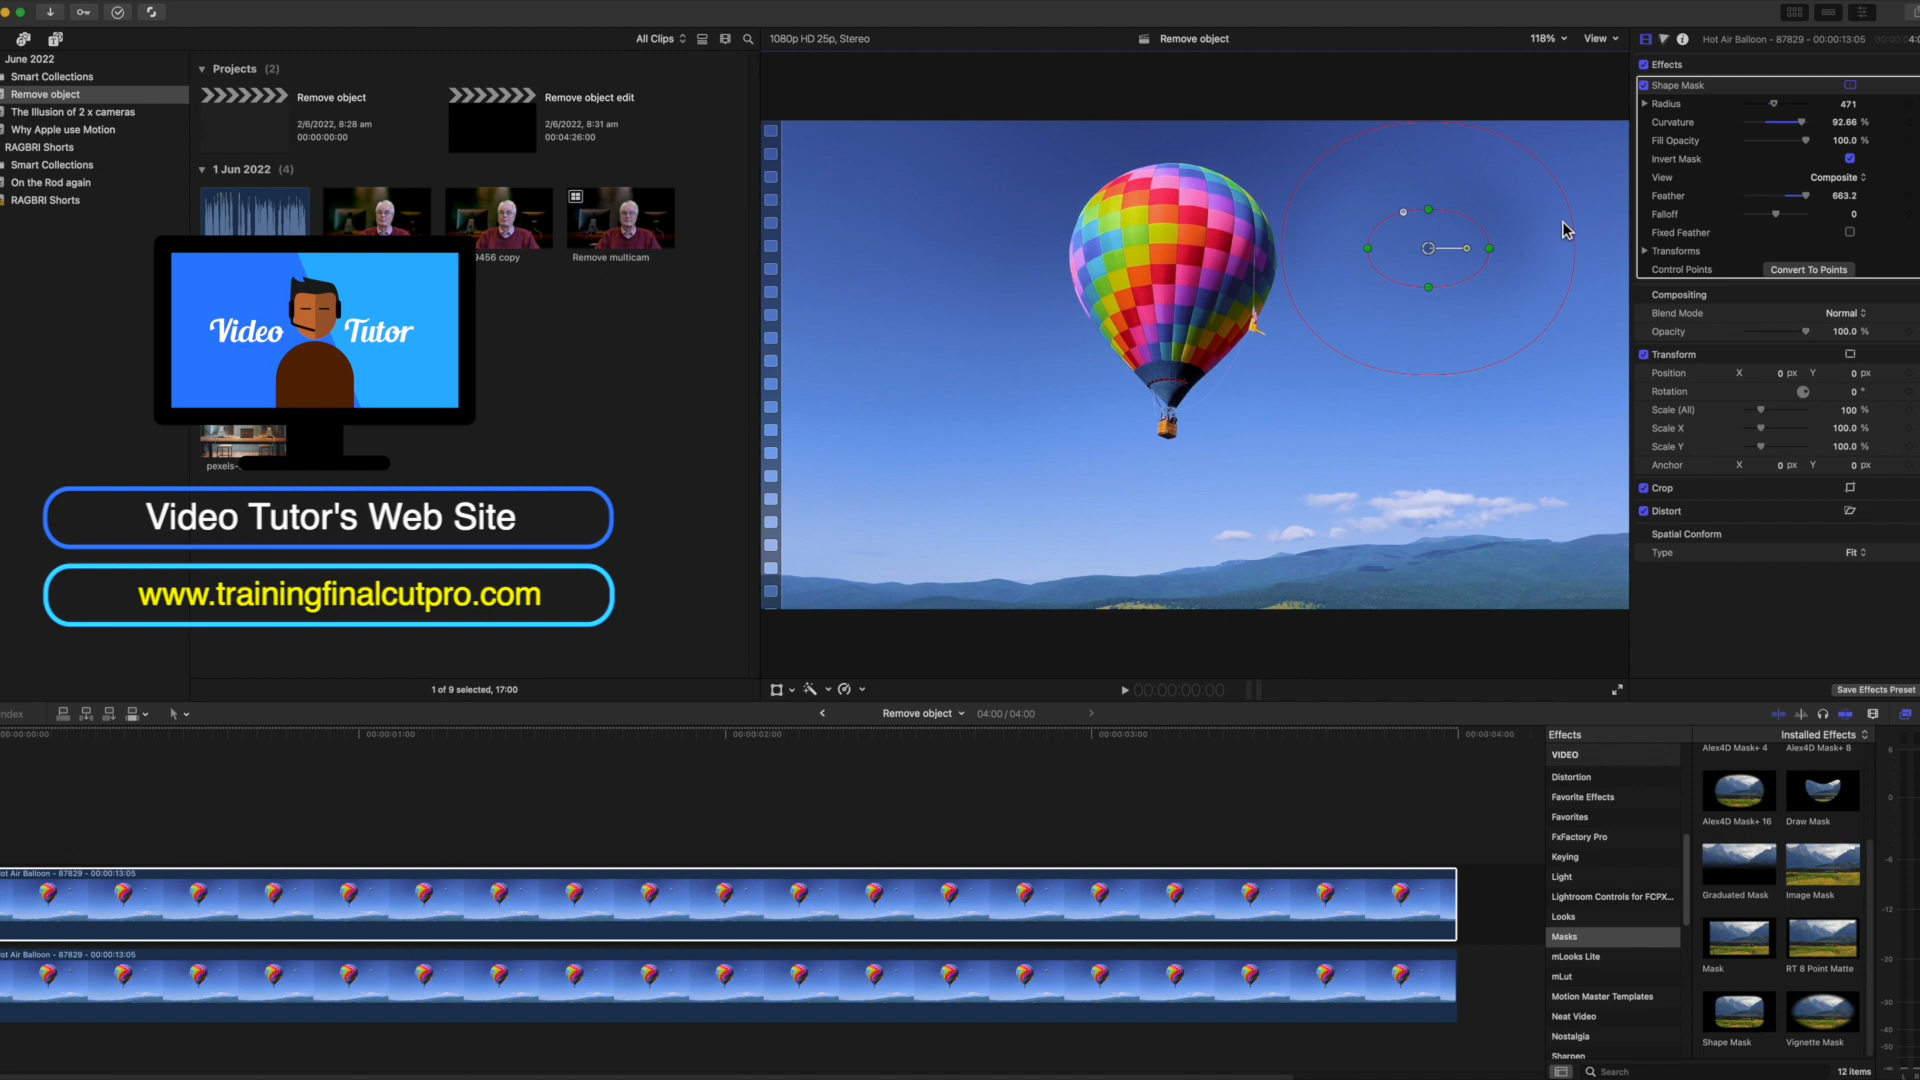 All Clips
1080p HD 25p, Stereo
Remove object
118%
View
Hot Air Balloon - 87829 - 00:00:13:05
June 2022
Smart Collections
Remove object
The Illusion of 2 x cameras
Why Apple use Motion
RAGBRI Shorts
Smart Collections
On the Rod again
RAGBRI Shorts
Projects (2)
Remove object
2/6/2022, 8:28 am
00:00:00:00
Remove object edit
2/6/2022, 8:31 am
00:04:26:00
1 Jun 2022 (4)
9456 copy
Remove multicam
Video Tutor
pexels-
Video Tutor's Web Site
www.trainingfinalcutpro.com
1 of 9 selected, 17:00
00:00:00:00
Effects
Shape Mask
Radius 471
Curvature 92.66 %
Fill Opacity 100.0 %
Invert Mask
View Composite
Feather 663.2
Falloff 0
Fixed Feather
Transforms
Control Points Convert To Points
Compositing
Blend Mode Normal
Opacity 100.0 %
Transform
Position X 0 px Y 0 px
Rotation 0 °
Scale (All) 100 %
Scale X 100.0 %
Scale Y 100.0 %
Anchor X 0 px Y 0 px
Crop
Distort
Spatial Conform
Type Fit
Save Effects Preset
ndex
Remove object
04:00 / 04:00
00:00:00:00
00:00:01:00
00:00:02:00
00:00:03:00
00:00:04:00
ot Air Balloon - 87829 - 00:00:13:05
ot Air Balloon - 87829 - 00:00:13:05
Effects
Installed Effects
VIDEO
Distortion
Favorite Effects
Favorites
FxFactory Pro
Keying
Light
Lightroom Controls for FCPX...
Looks
Masks
mLooks Lite
mLut
Motion Master Templates
Neat Video
Nostalgia
Sharpen
Alex4D Mask+ 4
Alex4D Mask+ 8
Alex4D Mask+ 16
Draw Mask
Graduated Mask
Image Mask
Mask
RT 8 Point Matte
Shape Mask
Vignette Mask
Search
12 items
6
0
-6
-12
-20
-30
-40
-50
L